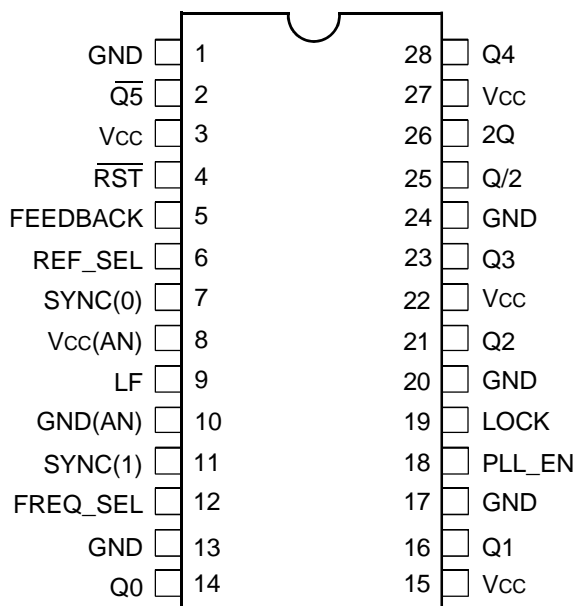 GND 1 28 Q4
Q5 2 27 VCC
VCC 3 26 2Q
RST 4 25 Q/2
FEEDBACK 5 24 GND
REF_SEL 6 23 Q3
SYNC(0) 7 22 VCC
VCC(AN) 8 21 Q2
LF 9 20 GND
GND(AN) 10 19 LOCK
SYNC(1) 11 18 PLL_EN
FREQ_SEL 12 17 GND
GND 13 16 Q1
Q0 14 15 VCC